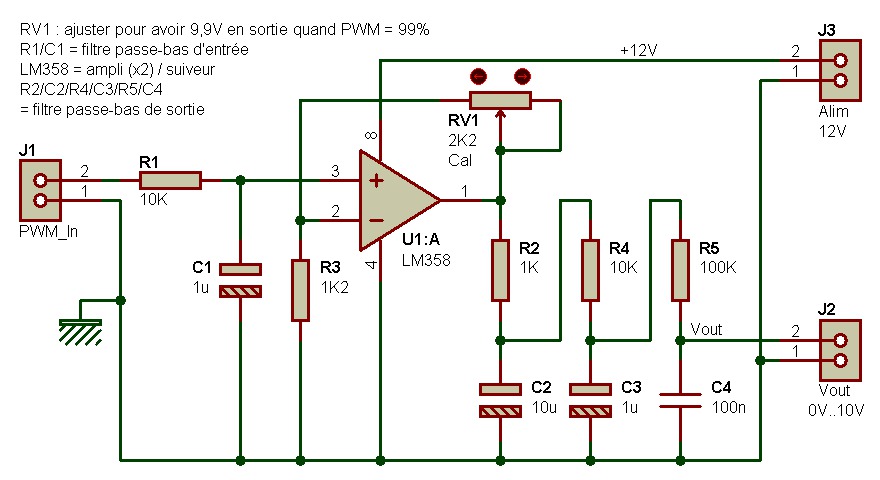 RV1 : ajuster pour avoir 9,9V en sortie quand PWM = 99%
R1/C1 = filtre passe-bas d'entrée
LM358 = ampli (x2) / suiveur
R2/C2/R4/C3/R5/C4
= filtre passe-bas de sortie
+12V
J3
2
1
Alim
12V
RV1
2K2
Cal
J1
2
1
PWM_In
R1
10K
8
3
2
1
4
U1:A
LM358
C1
1u
R3
1K2
R2
1K
R4
10K
R5
100K
Vout
J2
2
1
Vout
0V..10V
C2
10u
C3
1u
C4
100n